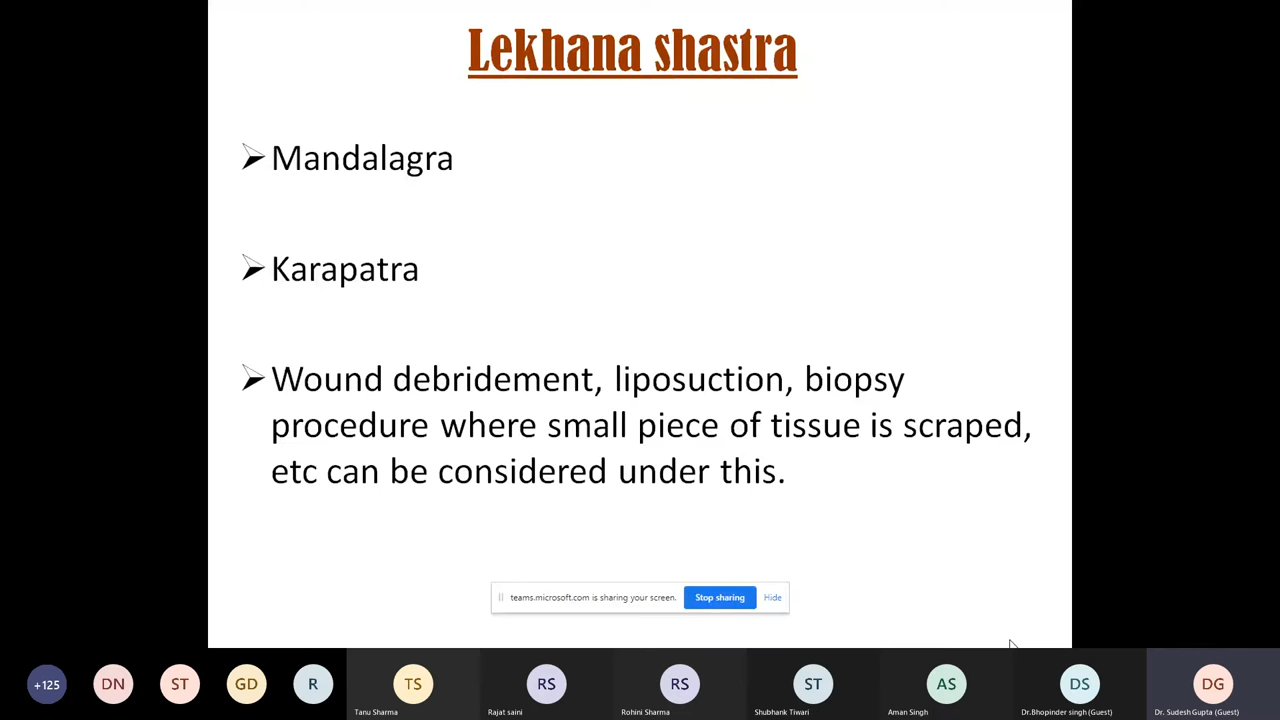 Lekhana shastra
Mandalagra
Karapatra
Wound debridement, liposuction, biopsy
procedure where small piece of tissue is scraped,
etc can be considered under this.
teams.microsoft.com is sharing your screen. Stop sharing Hide
+125 DN ST GD R TS RS RS ST AS DS DG
Tanu Sharma Rajat saini Rohini Sharma Shubhank Tiwari Aman Singh Dr.Bhopinder singh (Guest) Dr. Sudesh Gupta (Guest)